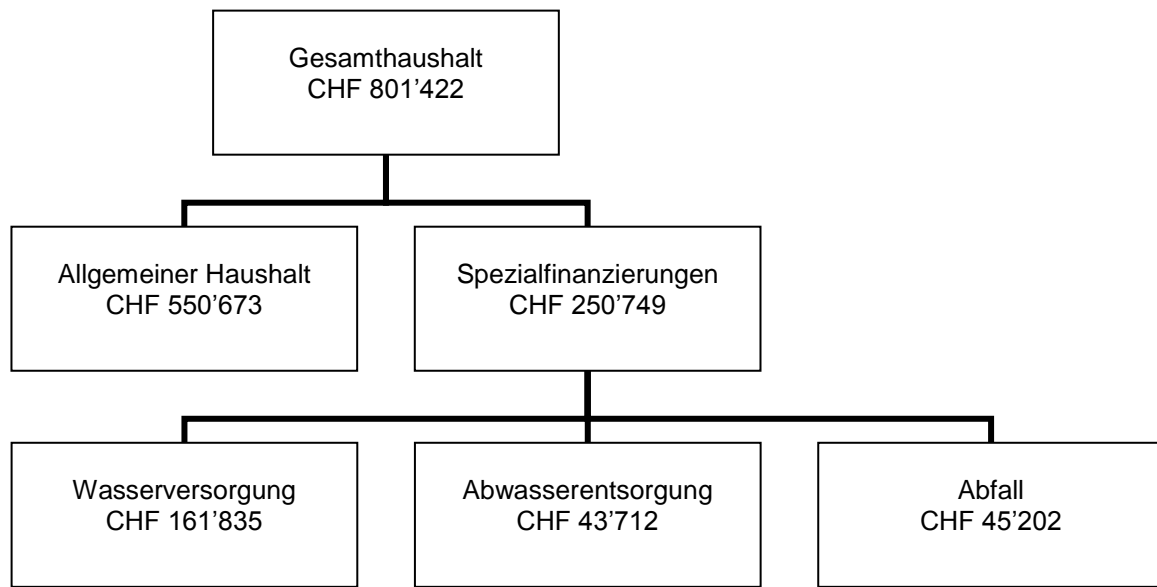 Gesamthaushalt
CHF 801’422
Allgemeiner Haushalt
CHF 550’673
Spezialfinanzierungen
CHF 250’749
Wasserversorgung
CHF 161’835
Abwasserentsorgung
CHF 43’712
Abfall
CHF 45’202